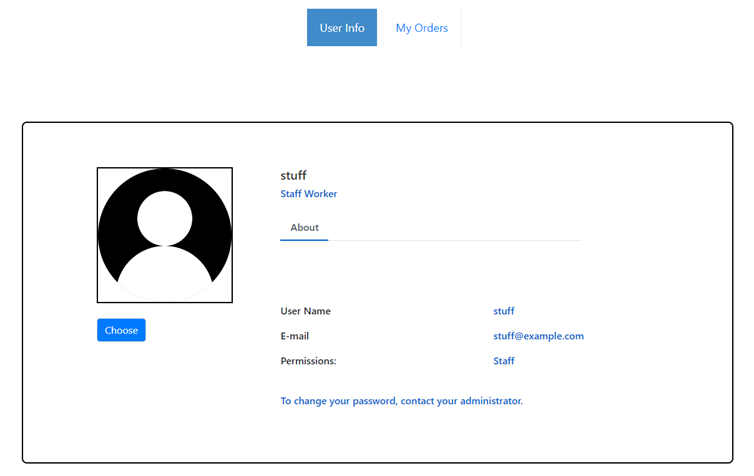 User Info
My Orders
stuff
Staff Worker
About
User Name stuff
E-mail stuff@example.com
Permissions: Staff
Choose
To change your password, contact your administrator.